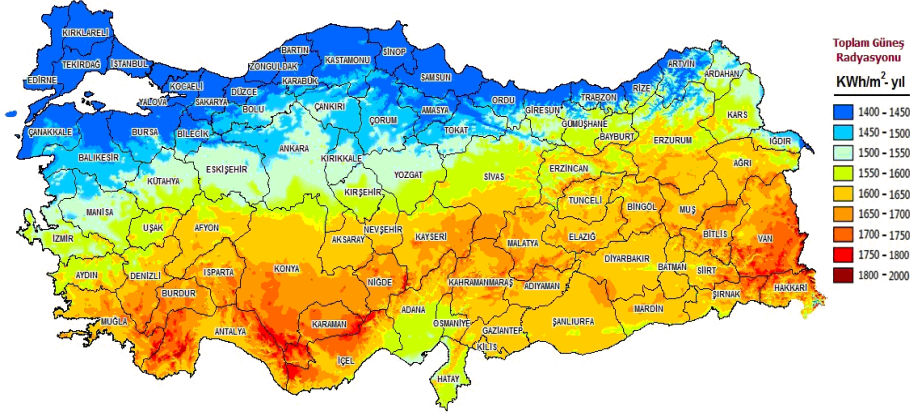 KIRKLARELİ
TEKİRDAĞ
İSTANBUL
EDİRNE
KOCAELİ
YALOVA
SAKARYA
DÜZCE
BOLU
ZONGULDAK
BARTIN
KARABÜK
KASTAMONU
SİNOP
SAMSUN
ÇANKIRI
ÇORUM
AMASYA
TOKAT
ORDU
GİRESUN
TRABZON
RİZE
ARTVİN
ARDAHAN
KARS
IĞDIR
GÜMÜŞHANE
BAYBURT
ERZURUM
AĞRI
ÇANAKKALE
BURSA
BİLECİK
BALIKESİR
KÜTAHYA
ESKİŞEHİR
ANKARA
KIRIKKALE
YOZGAT
KIRŞEHİR
SİVAS
ERZİNCAN
TUNCELİ
BİNGÖL
MUŞ
BİTLİS
VAN
MANİSA
İZMİR
UŞAK
AFYON
AKSARAY
NEVŞEHİR
KAYSERİ
MALATYA
ELAZIĞ
DİYARBAKIR
BATMAN
SİİRT
ŞIRNAK
HAKKARİ
AYDIN
DENİZLİ
ISPARTA
BURDUR
KONYA
NİĞDE
KAHRAMANMARAŞ
ADIYAMAN
MARDİN
ŞANLIURFA
MUĞLA
ANTALYA
KARAMAN
İÇEL
ADANA
OSMANİYE
GAZİANTEP
KİLİS
HATAY
Toplam Güneş
Radyasyonu
KWh/m²- yıl
1400 - 1450
1450 - 1500
1500 - 1550
1550 - 1600
1600 - 1650
1650 - 1700
1700 - 1750
1750 - 1800
1800 - 2000